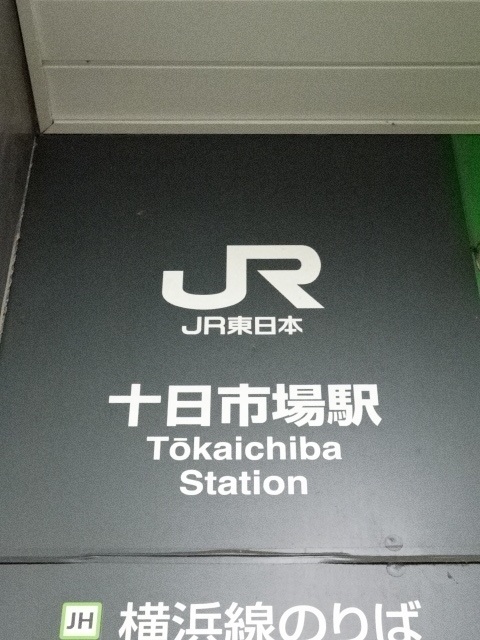 JR
JR東日本
十日市場駅
Tōkaichiba
Station
JH 横浜線のりば